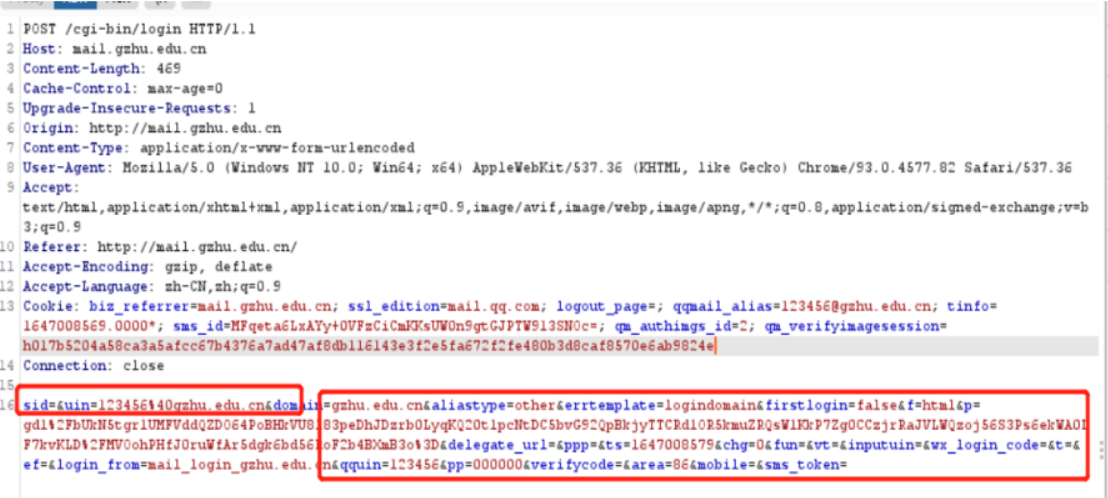 1 POST /cgi-bin/login HTTP/1.1
2 Host: mail.gzhu.edu.cn
3 Content-Length: 469
4 Cache-Control: max-age=0
5 Upgrade-Insecure-Requests: 1
6 Origin: http://mail.gzhu.edu.cn
7 Content-Type: application/x-www-form-urlencoded
8 User-Agent: Mozilla/5.0 (Windows NT 10.0; Win64; x64) AppleWebKit/537.36 (KHTML, like Gecko) Chrome/93.0.4577.82 Safari/537.36
9 Accept:
text/html,application/xhtml+xml,application/xml;q=0.9,image/avif,image/webp,image/apng,*/*;q=0.8,application/signed-exchange;v=b
3;q=0.9
10 Referer: http://mail.gzhu.edu.cn/
11 Accept-Encoding: gzip, deflate
12 Accept-Language: zh-CN,zh;q=0.9
13 Cookie: biz_referrer=mail.gzhu.edu.cn; ssl_edition=mail.qq.com; logout_page=; qqmail_alias=123456@gzhu.edu.cn; tinfo=
1647008569.0000*; sms_id=MFqeta6LxAYy+OVFzCiCmKKsUWOn9gtGJPTW9l3SN0c=; qm_authimgs_id=2; qm_verifyimagesession=
h017b5204a58ca3a5afcc67b4376a7ad47af8db116143e3f2e5fa672f2fe480b3d8caf8570e6ab9824e
14 Connection: close
15
16 sid=&uin=123456%40gzhu.edu.cn&domain=gzhu.edu.cn&aliastype=other&errtemplate=logindomain&firstlogin=false&f=html&p=
&delegate_url=&ppp=&ts=1647008579&chg=0&fun=&vt=&inputuin=&wx_login_code=&t=&
ef=&login_from=mail_login_gzhu.edu.cn&qquin=123456&pp=000000&verifycode=&area=86&mobile=&sms_token=